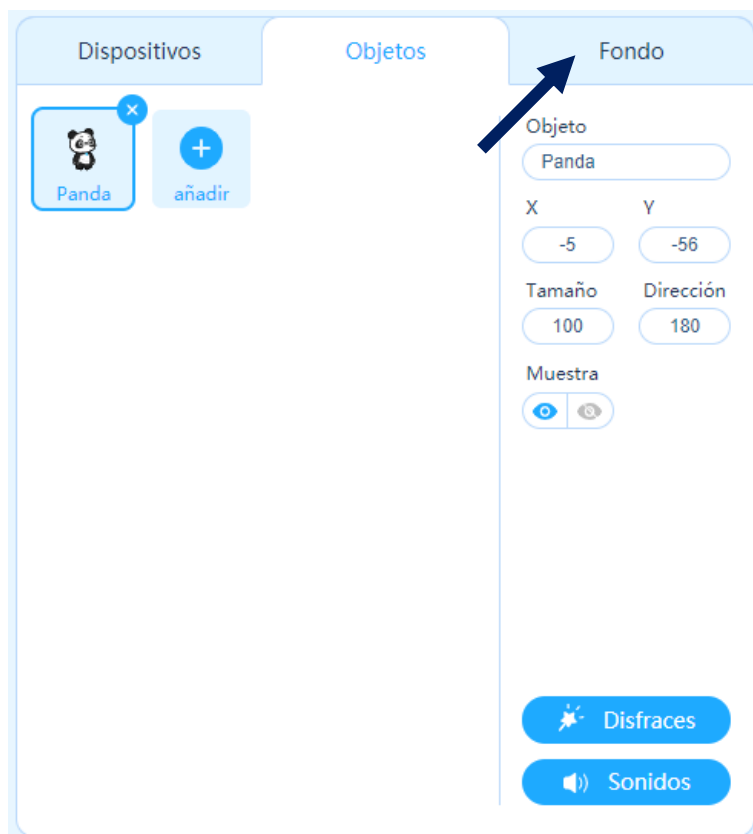 Dispositivos Objetos Fondo
Panda añadir
Objeto
Panda
X Y
-5 -56
Tamaño Dirección
100 180
Muestra
Disfraces
Sonidos